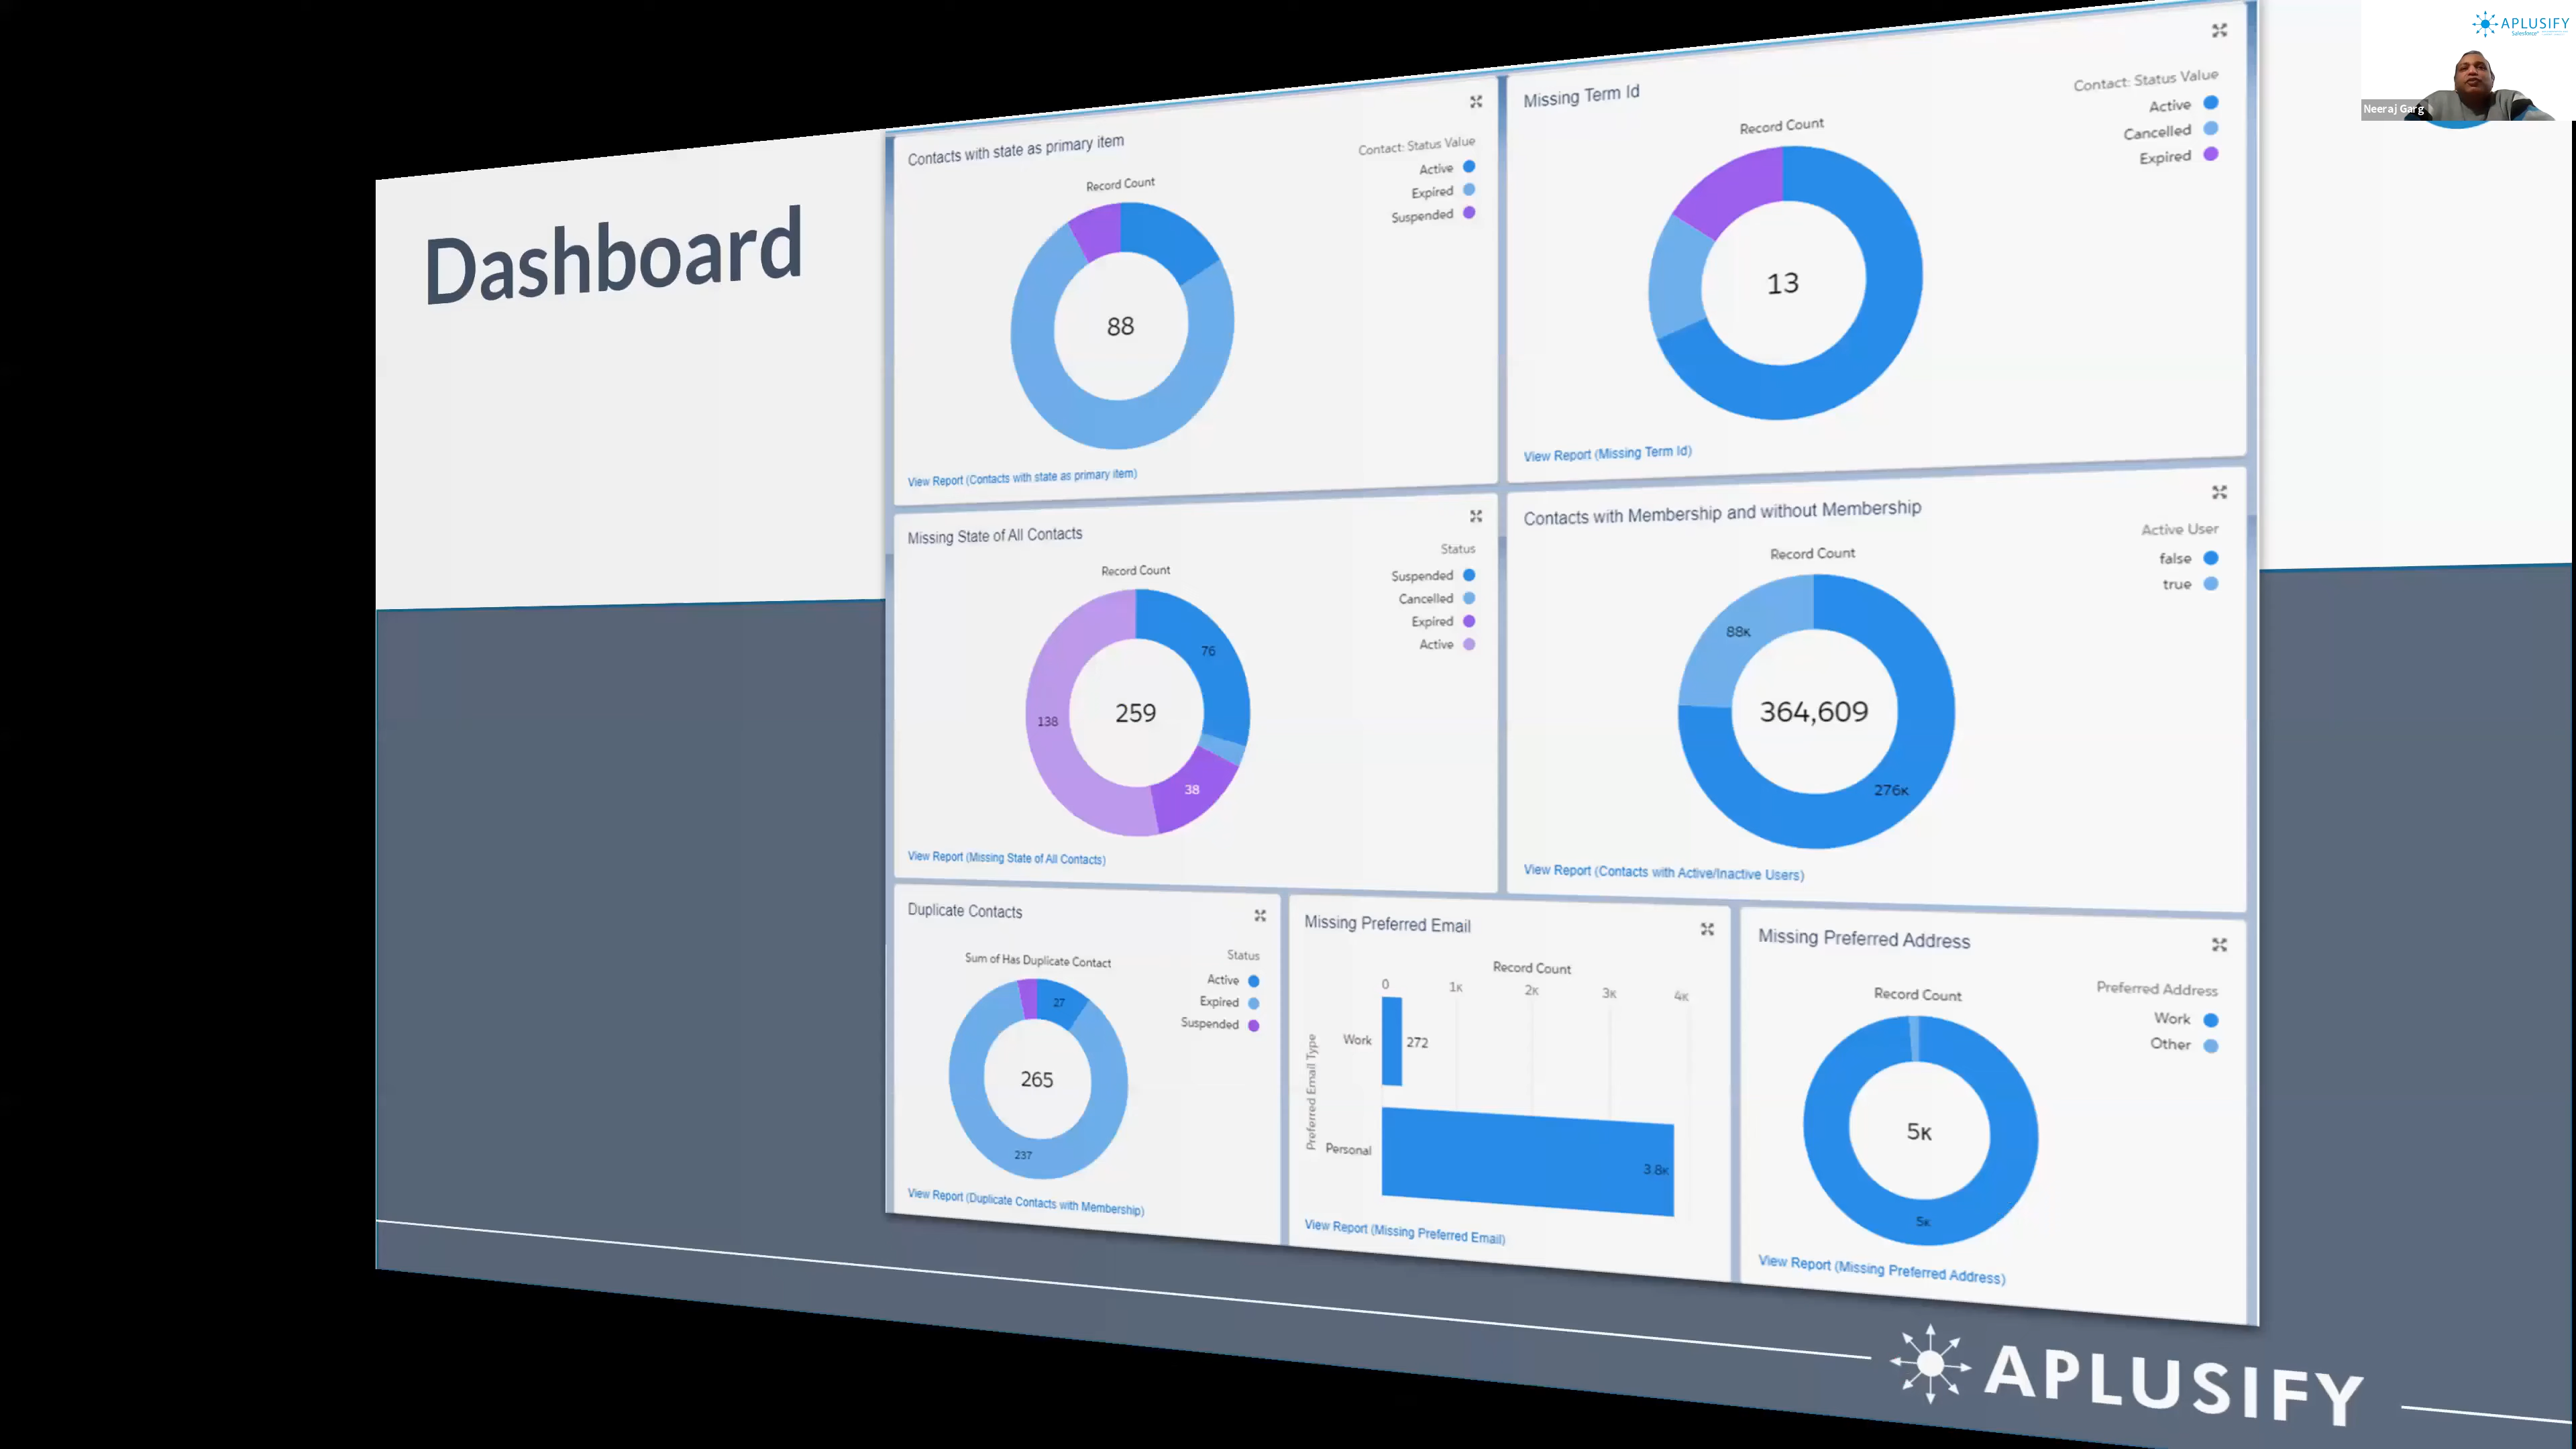 APLUSIFY
Neeraj Garg
Dashboard
Contacts with state as primary item
Record Count
Contact: Status Value
Active
Expired
Suspended
88
View Report (Contacts with state as primary item)
Missing Term Id
Record Count
Contact: Status Value
Active
Cancelled
Expired
13
View Report (Missing Term Id)
Missing State of All Contacts
Record Count
Status
Suspended
Cancelled
Expired
Active
76
138
259
38
View Report (Missing State of All Contacts)
Contacts with Membership and without Membership
Record Count
Active User
false
true
88K
364,609
276K
View Report (Contacts with Active/Inactive Users)
Duplicate Contacts
Sum of Has Duplicate Contact
Status
Active
Expired
Suspended
27
265
237
View Report (Duplicate Contacts with Membership)
Missing Preferred Email
Record Count
0 1K 2K 3K 4K
Preferred Email Type
Work
272
Personal
3.8K
View Report (Missing Preferred Email)
Missing Preferred Address
Record Count
Preferred Address
Work
Other
5K
5K
View Report (Missing Preferred Address)
APLUSIFY